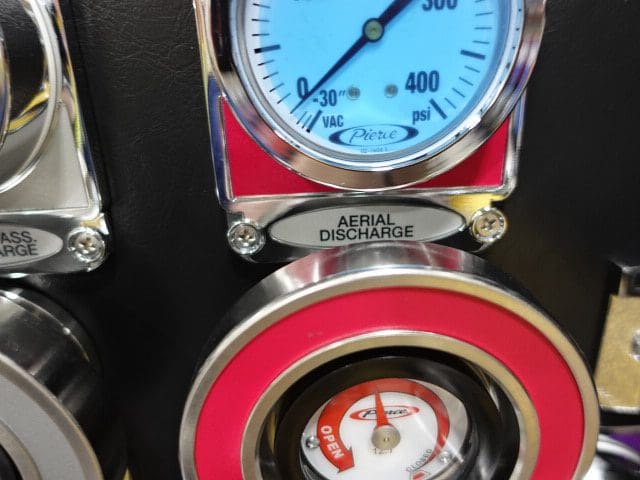 300
0
-30"
VAC
400
psi
Pierce
AERIAL
DISCHARGE
ASS.
ARGE
Pierce
OPEN
CLOSED